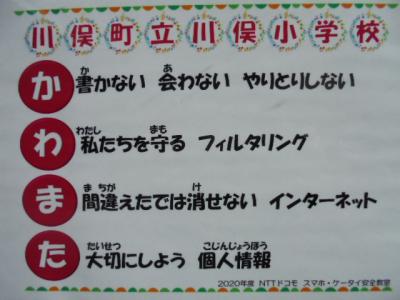 川俣町立川俣小学校
か 書かない 会わない やりとりしない
わ 私たちを守る フィルタリング
ま 間違えたでは消せない インターネット
た 大切にしよう 個人情報
2020年度 NTTドコモ スマホ・ケータイ安全教室